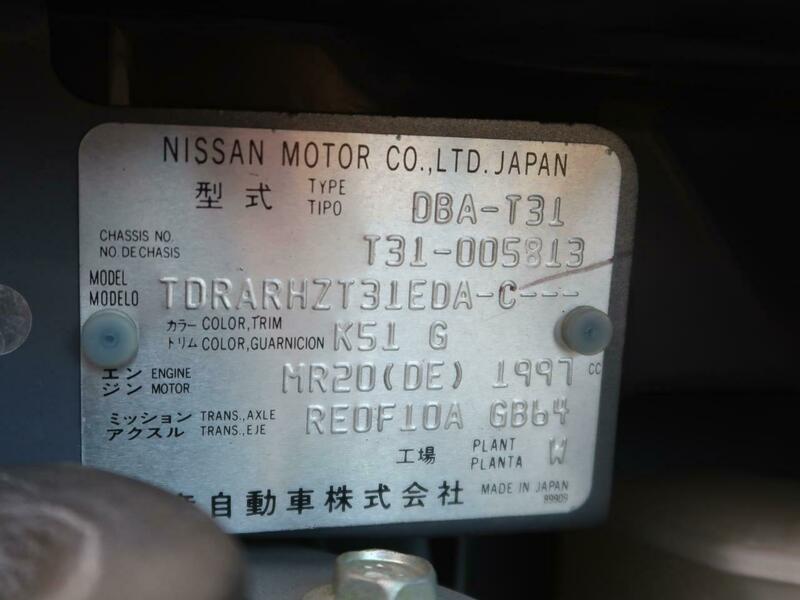 NISSAN MOTOR CO.,LTD. JAPAN
型式 TYPE TIPO DBA-T31
CHASSIS NO. NO. DE CHASIS T31-005813
MODEL MODELO TDRARHZT31EDA-C---
カラー COLOR,TRIM
トリム COLOR,GUARNICION K51 G
エンジン ENGINE MOTOR MR20(DE) 1997 CC
ミッション TRANS.,AXLE
アクスル TRANS.,EJE RE0F10A GB64
工場 PLANT PLANTA W
自動車株式会社 MADE IN JAPAN
89909